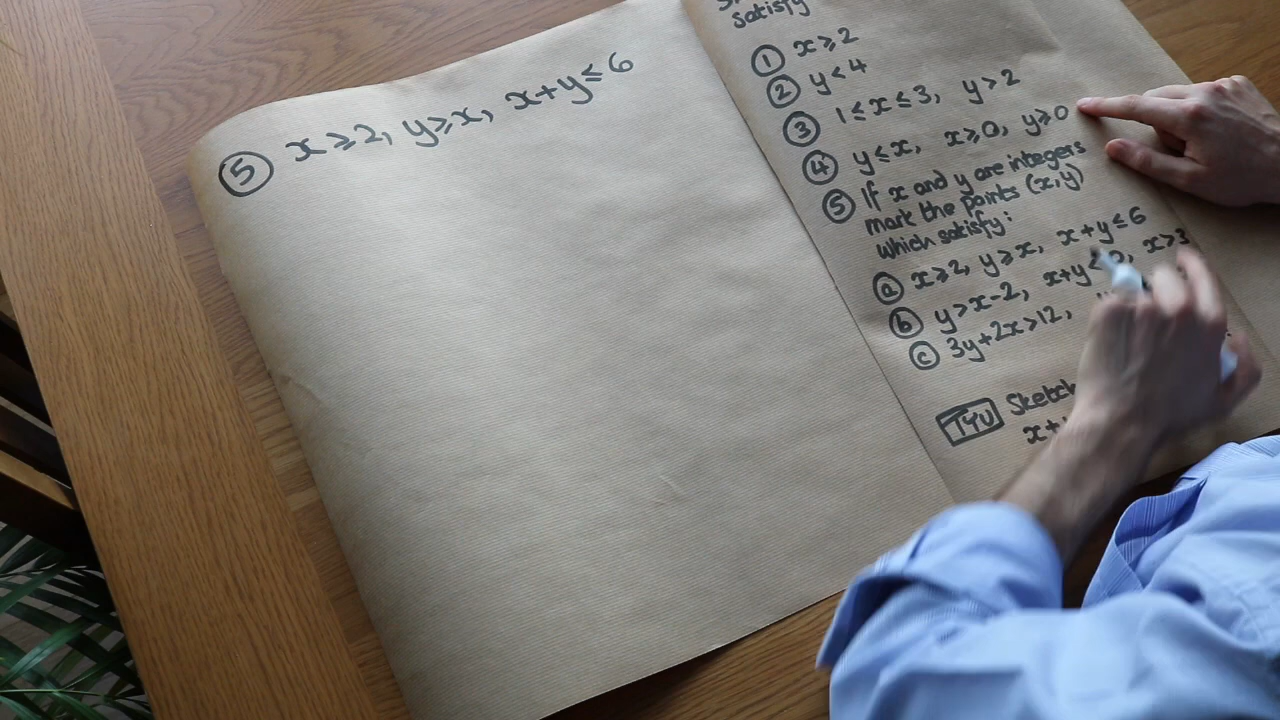 ⑤ x ≥ 2, y ≥ x, x+y ≤ 6
satisfy
① x ≥ 2
② y < 4
③ 1 ≤ x ≤ 3, y > 2
④ y ≤ x, x ≥ 0, y ≥ 0
⑤ If x and y are integers
mark the points (x,y)
which satisfy:
ⓐ x ≥ 2, y ≥ x, x+y ≤ 6
ⓑ y > x-2, x+y ≤ , x > 3
ⓒ 3y+2x > 12,
TYU Sketch
x+